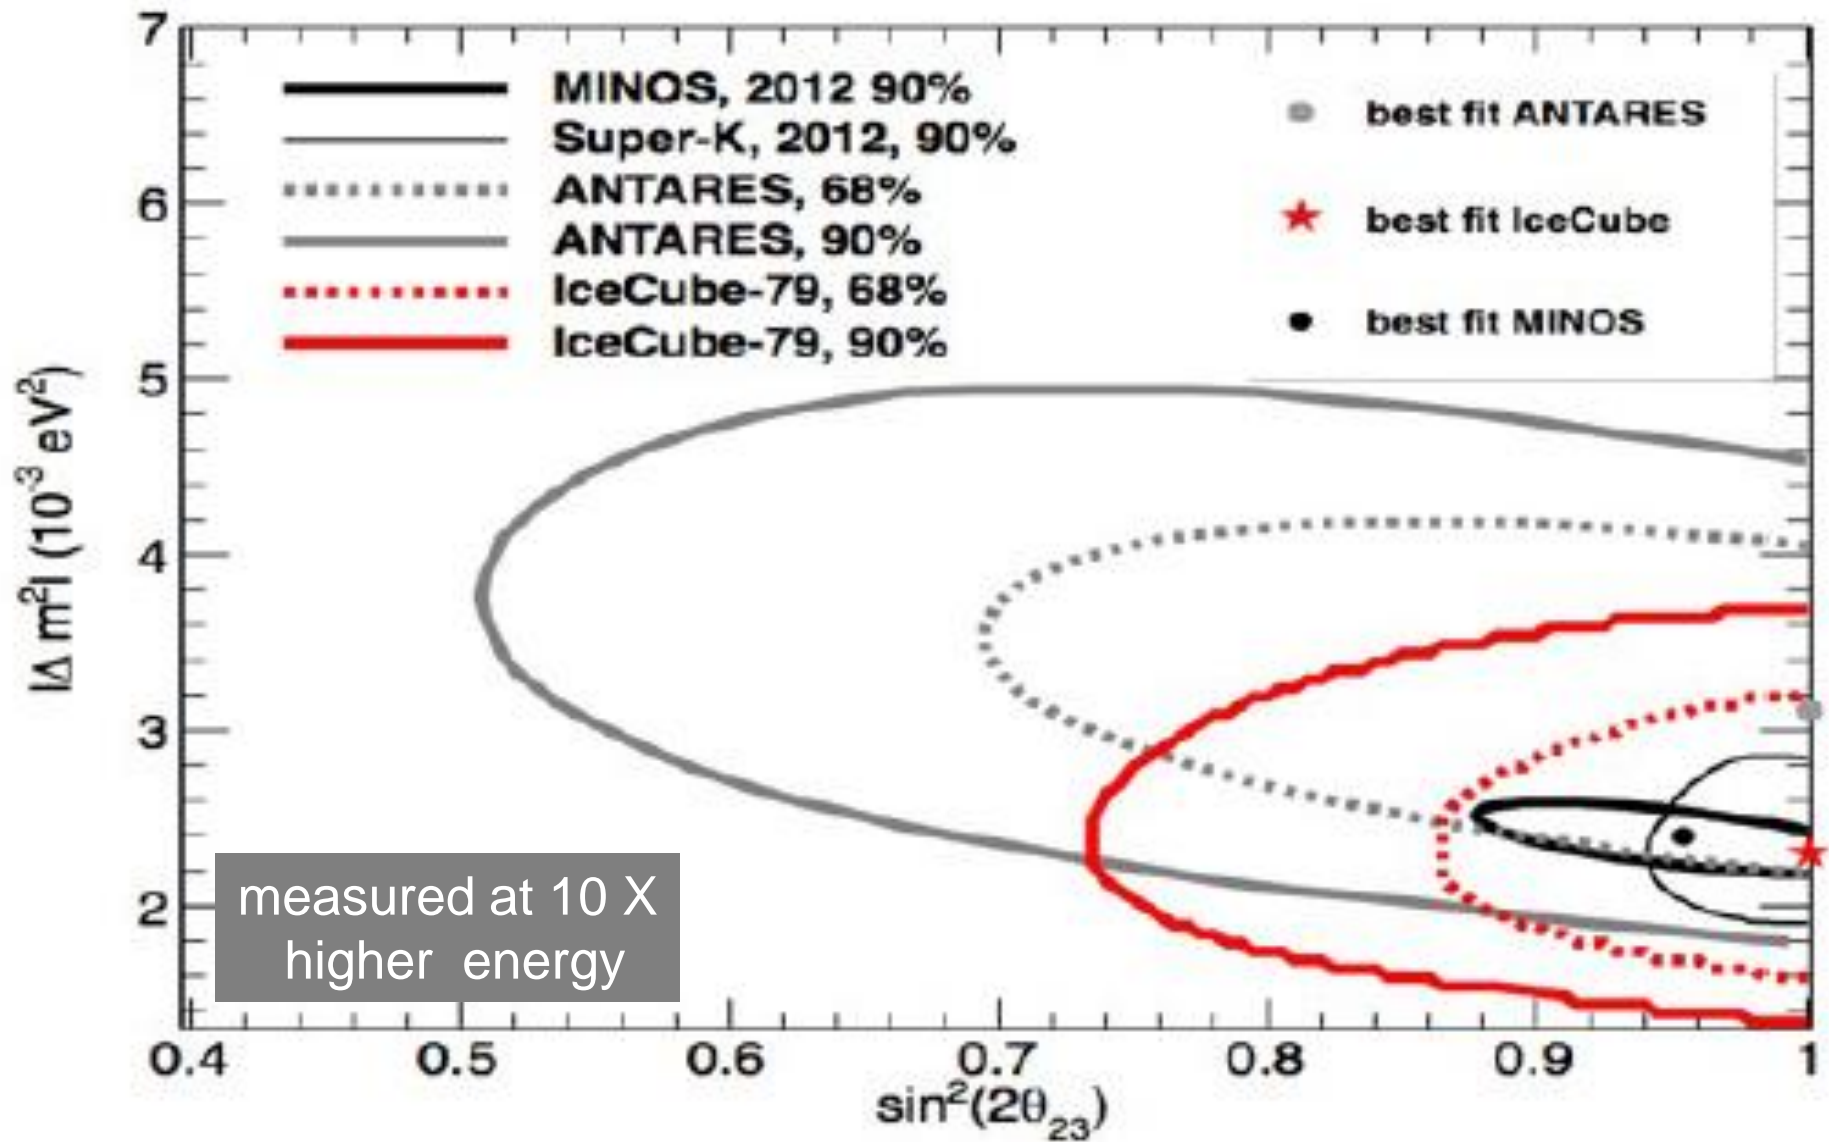 7
6
5
4
3
2
|Δ m²| (10⁻³ eV²)
MINOS, 2012 90%
Super-K, 2012, 90%
ANTARES, 68%
ANTARES, 90%
IceCube-79, 68%
IceCube-79, 90%
best fit ANTARES
best fit IceCube
best fit MINOS
measured at 10 X
higher energy
0.4 0.5 0.6 0.7 0.8 0.9 1
sin²(2θ₂₃)